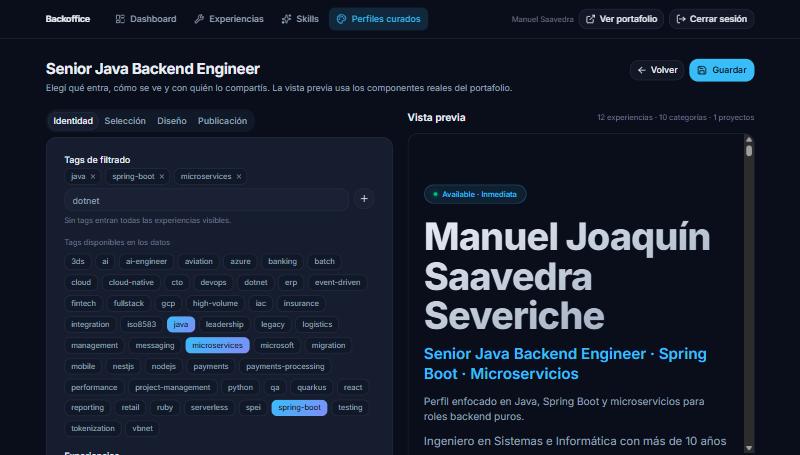 Backoffice
Dashboard
Experiencias
Skills
Perfiles curados
Manuel Saavedra
Ver portafolio
Cerrar sesión
Senior Java Backend Engineer
Elegí qué entra, cómo se ve y con quién lo compartís. La vista previa usa los componentes reales del portafolio.
Volver
Guardar
Identidad
Selección
Diseño
Publicación
Tags de filtrado
java ×
spring-boot ×
microservices ×
dotnet
+
Sin tags entran todas las experiencias visibles.
Tags disponibles en los datos
3ds ai ai-engineer aviation azure banking batch
cloud cloud-native cto devops dotnet erp event-driven
fintech fullstack gcp high-volume iac insurance
integration iso8583 java leadership legacy logistics
management messaging microservices microsoft migration
mobile nestjs nodejs payments payments-processing
performance project-management python qa quarkus react
reporting retail ruby serverless spei spring-boot testing
tokenization vbnet
Experiencias
Vista previa
12 experiencias · 10 categorías · 1 proyectos
Available · Inmediata
Manuel Joaquín
Saavedra
Severiche
Senior Java Backend Engineer · Spring
Boot · Microservicios
Perfil enfocado en Java, Spring Boot y microservicios para
roles backend puros.
Ingeniero en Sistemas e Informática con más de 10 años